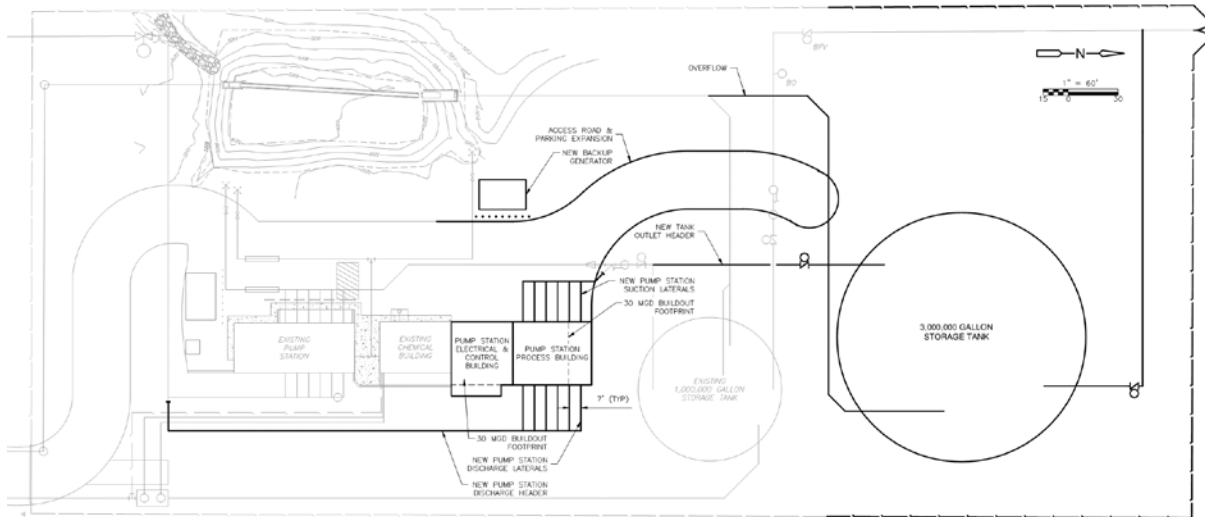 OVERFLOW
BFV
BO
N
1" = 60'
15 0 30
ACCESS ROAD &
PARKING EXPANSION
NEW BACKUP
GENERATOR
NEW TANK
OUTLET HEADER
NEW PUMP STATION
SUCTION LATERALS
30 MGD BUILDOUT
FOOTPRINT
EXISTING
PUMP
STATION
EXISTING
CHEMICAL
BUILDING
PUMP STATION
ELECTRICAL &
CONTROL
BUILDING
PUMP STATION
PROCESS BUILDING
3,000,000 GALLON
STORAGE TANK
EXISTING
1,000,000 GALLON
STORAGE TANK
7' (TYP)
30 MGD BUILDOUT
FOOTPRINT
NEW PUMP STATION
DISCHARGE LATERALS
NEW PUMP STATION
DISCHARGE HEADER